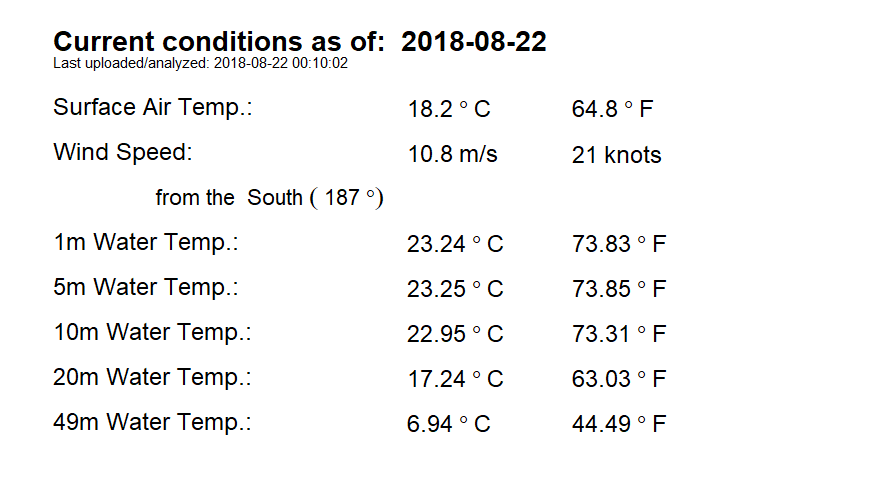 Current conditions as of: 2018-08-22
Last uploaded/analyzed: 2018-08-22 00:10:02
Surface Air Temp.: 18.2 ° C 64.8 ° F
Wind Speed: 10.8 m/s 21 knots
from the South ( 187 °)
1m Water Temp.: 23.24 ° C 73.83 ° F
5m Water Temp.: 23.25 ° C 73.85 ° F
10m Water Temp.: 22.95 ° C 73.31 ° F
20m Water Temp.: 17.24 ° C 63.03 ° F
49m Water Temp.: 6.94 ° C 44.49 ° F